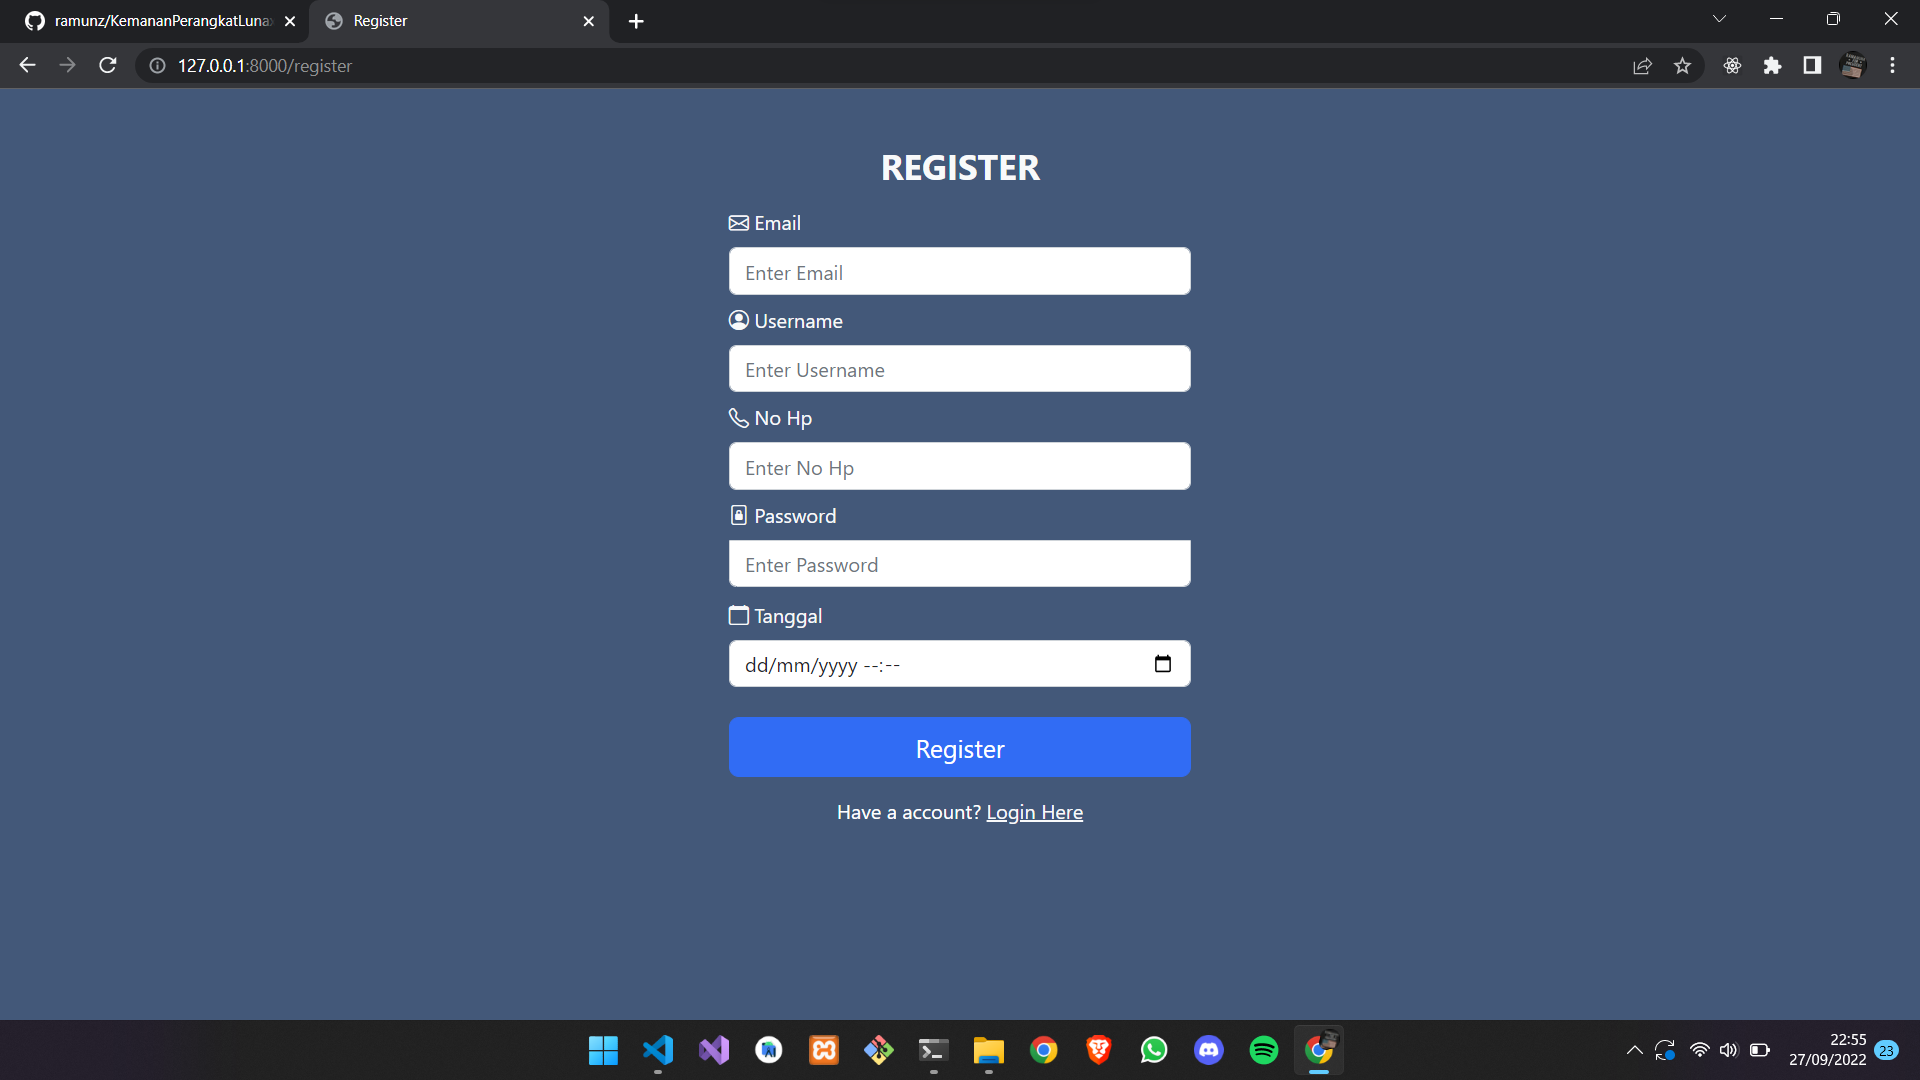 ramunz/KemananPerangkatLuna
Register
127.0.0.1:8000/register
REGISTER
Email
Enter Email
Username
Enter Username
No Hp
Enter No Hp
Password
Enter Password
Tanggal
dd/mm/yyyy --:--
Register
Have a account? Login Here
22:55
27/09/2022
23